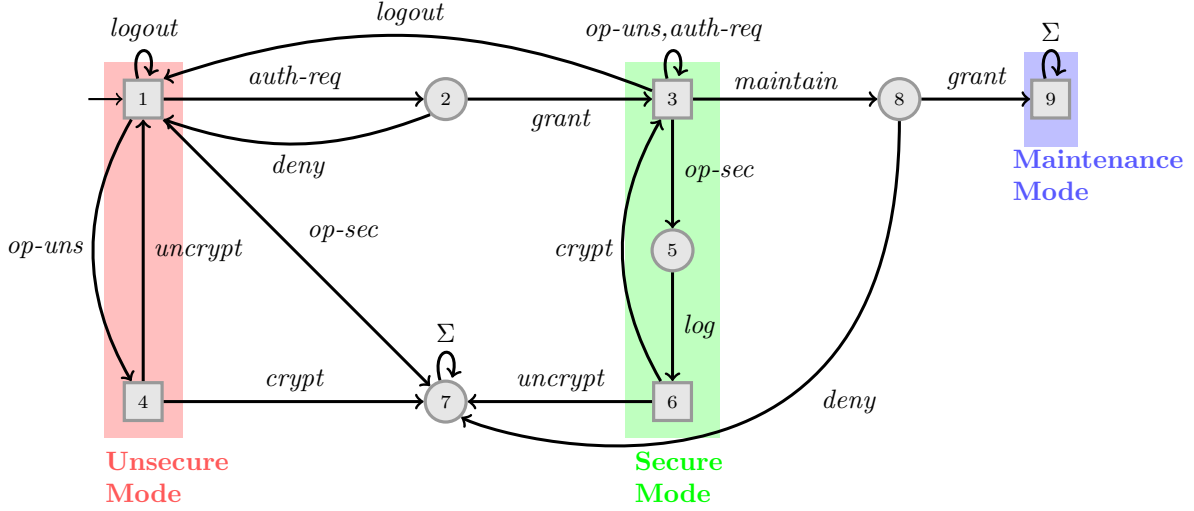 logout
logout
op-uns,auth-req
Σ
auth-req
maintain
grant
1
2
3
8
9
grant
deny
Maintenance
Mode
op-sec
op-sec
op-uns
uncrypt
crypt
5
log
Σ
crypt
uncrypt
deny
4
7
6
Unsecure
Mode
Secure
Mode